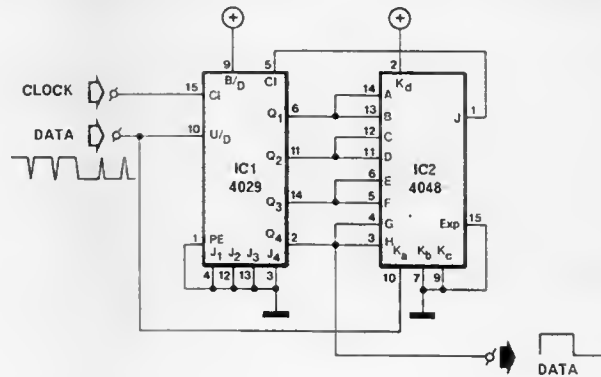 9
5
2
B/D
CI
Kd
CLOCK
15
Cl
14
A
J
1
Q1
6
13
B
DATA
10
U/D
12
C
Q2
11
11
D
IC1
4029
IC2
4048
6
E
Q3
14
5
F
4
G
Exp
15
1
PE
Q4
2
3
H
J1 J2 J3 J4
Ka Kb Kc
4 12 13 3
10 7 9
DATA